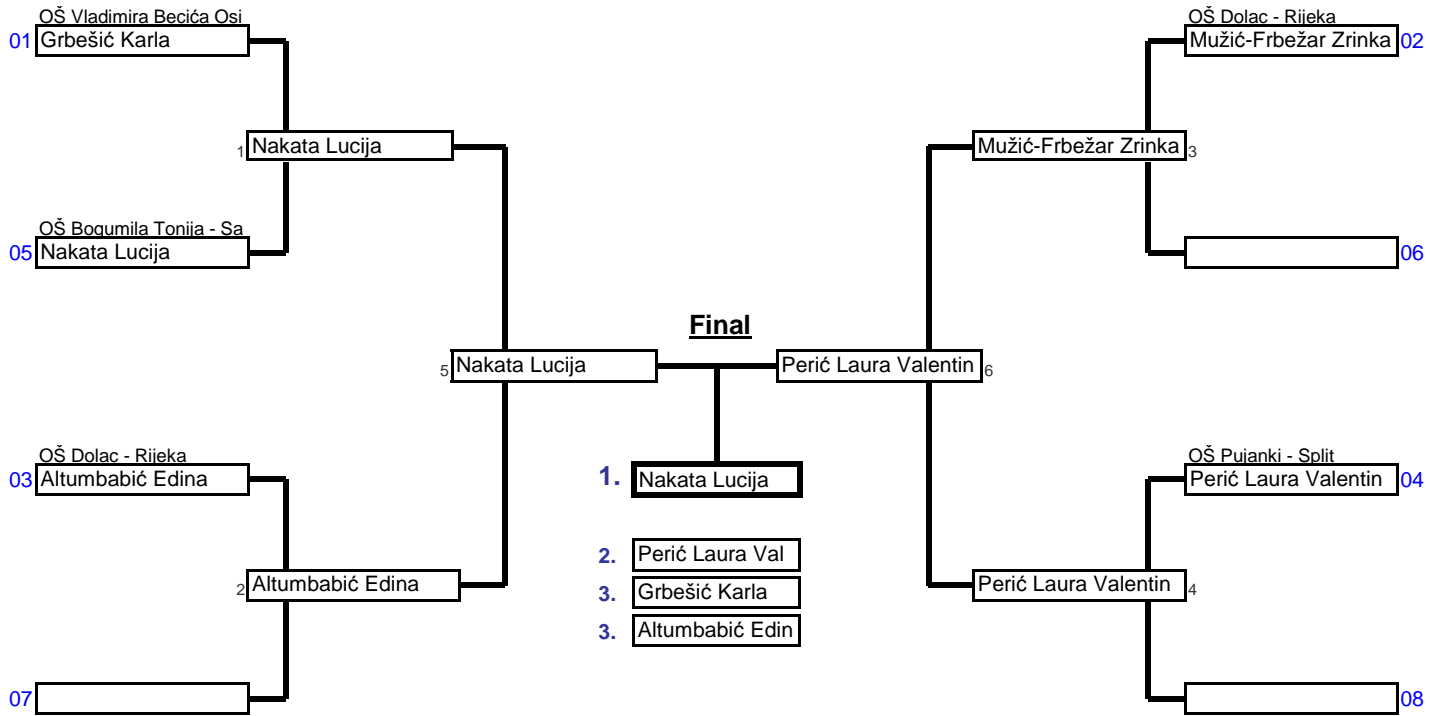 OŠ Vladimira Becića Osi
01 Grbešić Karla
OŠ Dolac - Rijeka
Mužić-Frbežar Zrinka 02
1 Nakata Lucija
Mužić-Frbežar Zrinka 3
OŠ Bogumila Tonija - Sa
05 Nakata Lucija
06
Final
5 Nakata Lucija
Perić Laura Valentin 6
OŠ Dolac - Rijeka
03 Altumbabić Edina
OŠ Pujanki - Split
Perić Laura Valentin 04
1. Nakata Lucija
2. Perić Laura Val
3. Grbešić Karla
3. Altumbabić Edin
2 Altumbabić Edina
Perić Laura Valentin 4
07
08